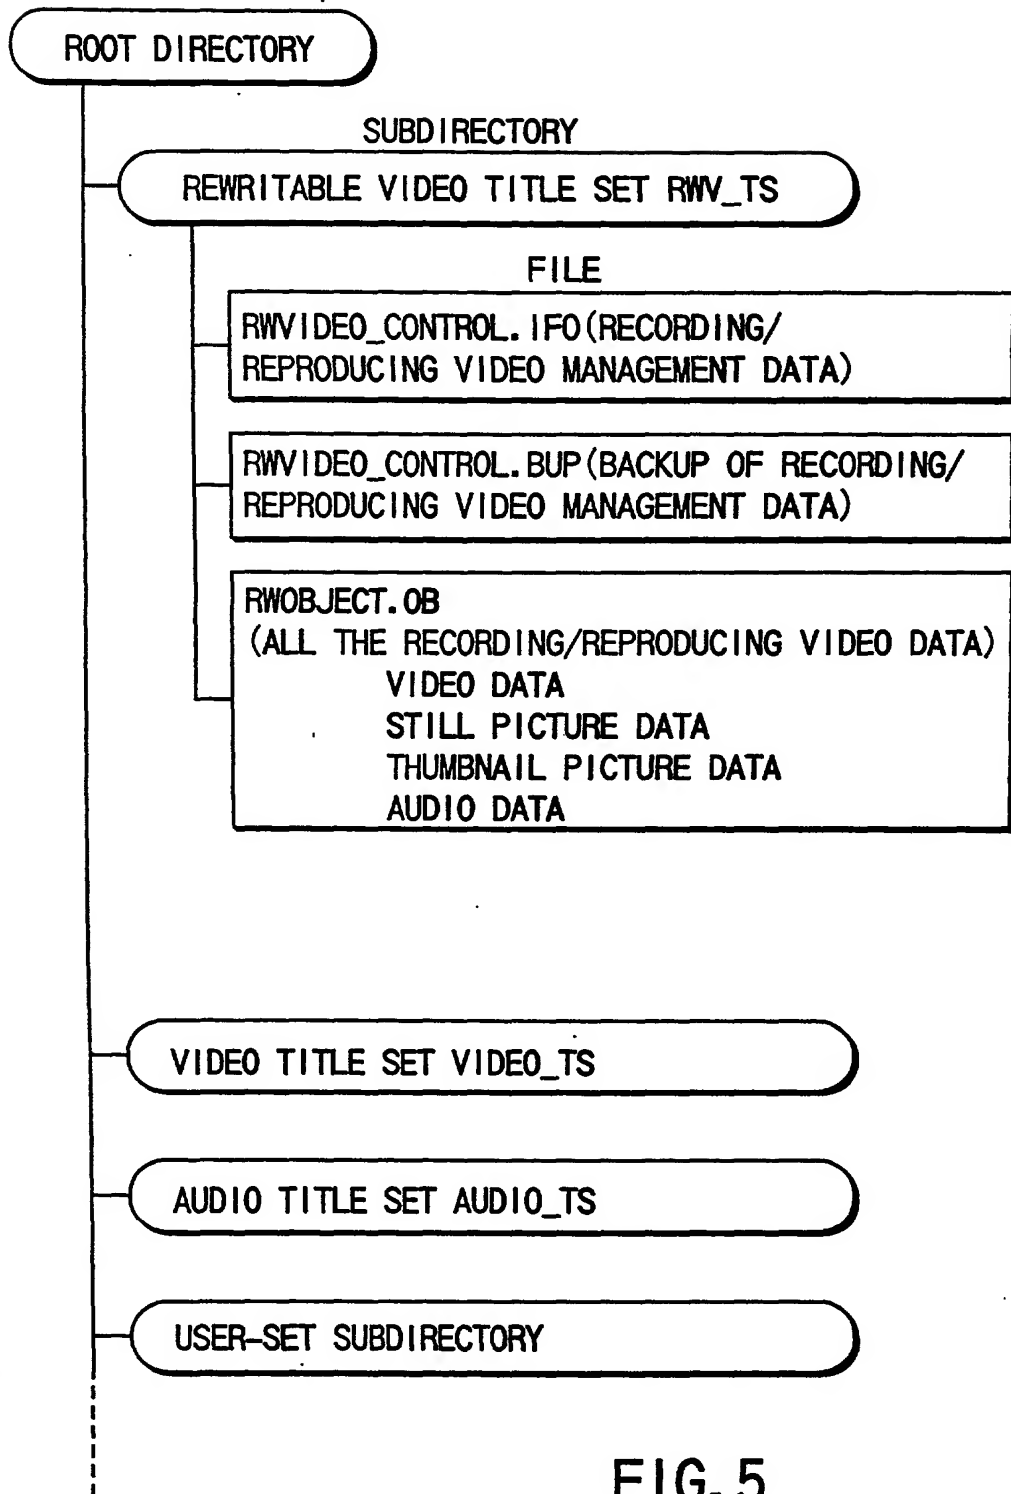 ROOT DIRECTORY
SUBDIRECTORY
REWRITABLE VIDEO TITLE SET RWV_TS
FILE
RWVIDEO_CONTROL.IFO(RECORDING/
REPRODUCING VIDEO MANAGEMENT DATA)
RWVIDEO_CONTROL.BUP(BACKUP OF RECORDING/
REPRODUCING VIDEO MANAGEMENT DATA)
RWOBJECT.OB
(ALL THE RECORDING/REPRODUCING VIDEO DATA)
VIDEO DATA
STILL PICTURE DATA
THUMBNAIL PICTURE DATA
AUDIO DATA
VIDEO TITLE SET VIDEO_TS
AUDIO TITLE SET AUDIO_TS
USER-SET SUBDIRECTORY
FIG. 5